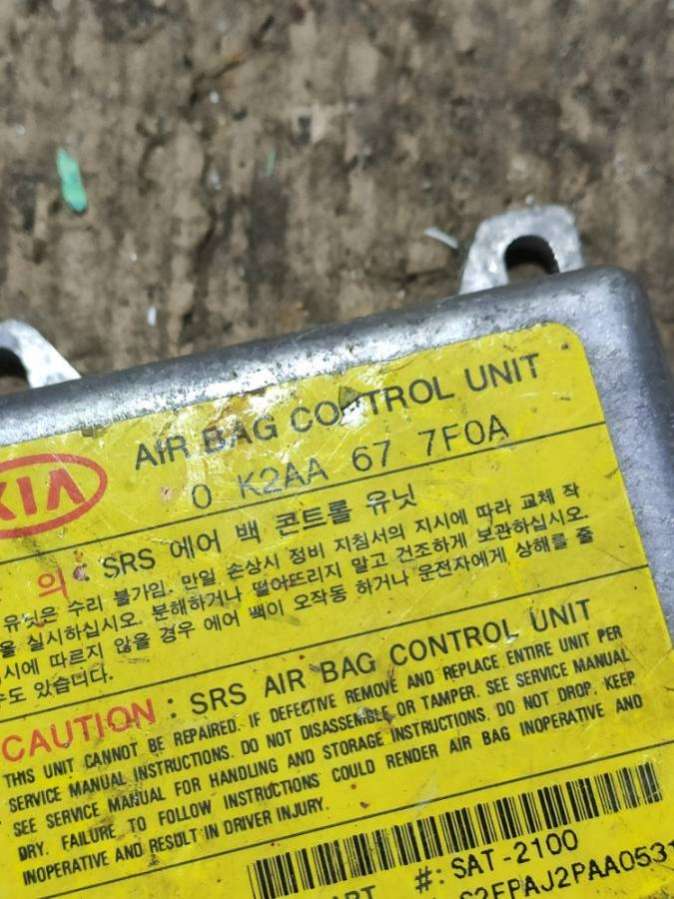 AIR BAG CONTROL UNIT
KIA
0 K2AA 67 7F0A
의 : SRS 에어 백 콘트롤 유닛
유닛은 수리 불가임. 만일 손상시 정비 지침서의 지시에 따라 교체 작
을 실시하십시오. 분해하거나 떨어뜨리지 말고 건조하게 보관하십시오.
시에 따르지 않을 경우 에어 백이 오작동 하거나 운전자에게 상해를 줄
수도 있습니다.
CAUTION : SRS AIR BAG CONTROL UNIT
THIS UNIT CANNOT BE REPAIRED. IF DEFECTIVE REMOVE AND REPLACE ENTIRE UNIT PER
SERVICE MANUAL INSTRUCTIONS. DO NOT DISASSEMBLE OR TAMPER. SEE SERVICE MANUAL
SEE SERVICE MANUAL FOR HANDLING AND STORAGE INSTRUCTIONS. DO NOT DROP. KEEP
DRY. FAILURE TO FOLLOW INSTRUCTIONS COULD RENDER AIR BAG INOPERATIVE AND
INOPERATIVE AND RESULT IN DRIVER INJURY.
#: SAT-2100
S2FPAJ2PAA0531